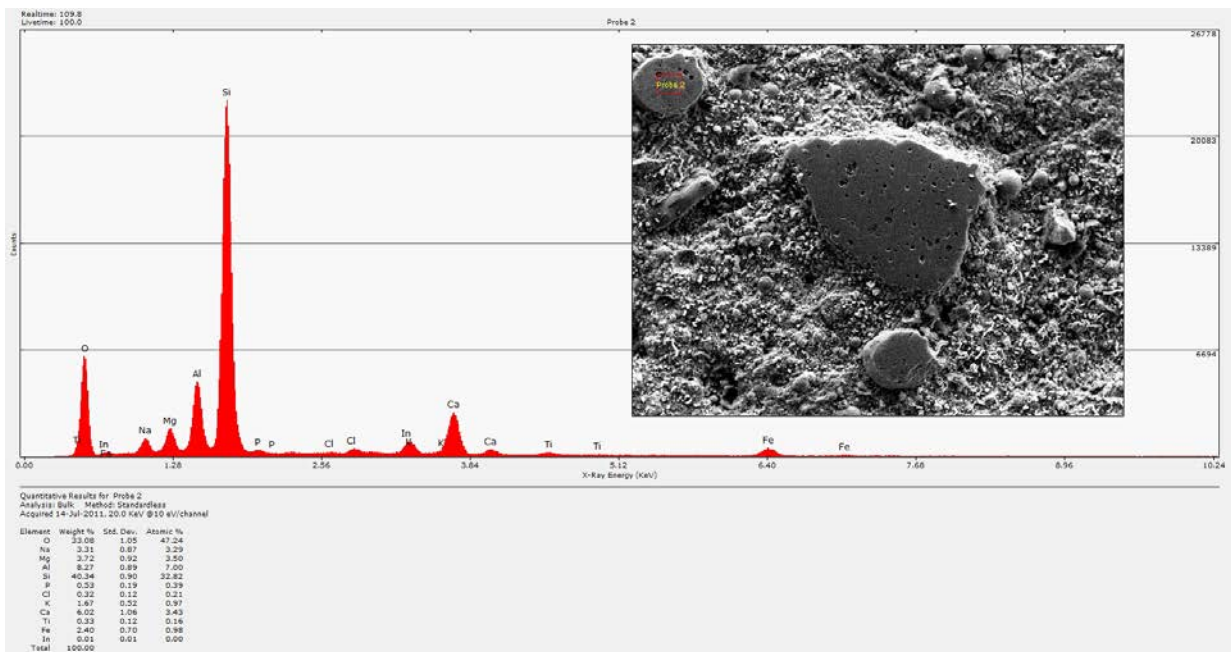 Realtime: 109.8
Livetime: 100.0
Probe 2
26778
20083
13389
6694
Counts
Probe 2
Si
O
Al
Ca
Mg
Na
T
In
Fe
P
P
Cl
Cl
In
K
K
Ca
Ti
Ti
Fe
Fe
0.00 1.28 2.56 3.84 5.12 6.40 7.68 8.96 10.24
X-Ray Energy (KeV)
Quantitative Results for Probe 2
Analysis: Bulk Method: Standardless
Acquired 14-Jul-2011, 20.0 KeV @10 eV/channel
Element Weight % Std. Dev. Atomic %
O 33.08 1.05 47.24
Na 3.31 0.87 3.29
Mg 3.72 0.92 3.50
Al 8.27 0.89 7.00
Si 40.34 0.90 32.82
P 0.53 0.19 0.39
Cl 0.32 0.12 0.21
K 1.67 0.52 0.97
Ca 6.02 1.06 3.43
Ti 0.33 0.12 0.16
Fe 2.40 0.70 0.98
In 0.01 0.01 0.00
Total 100.00